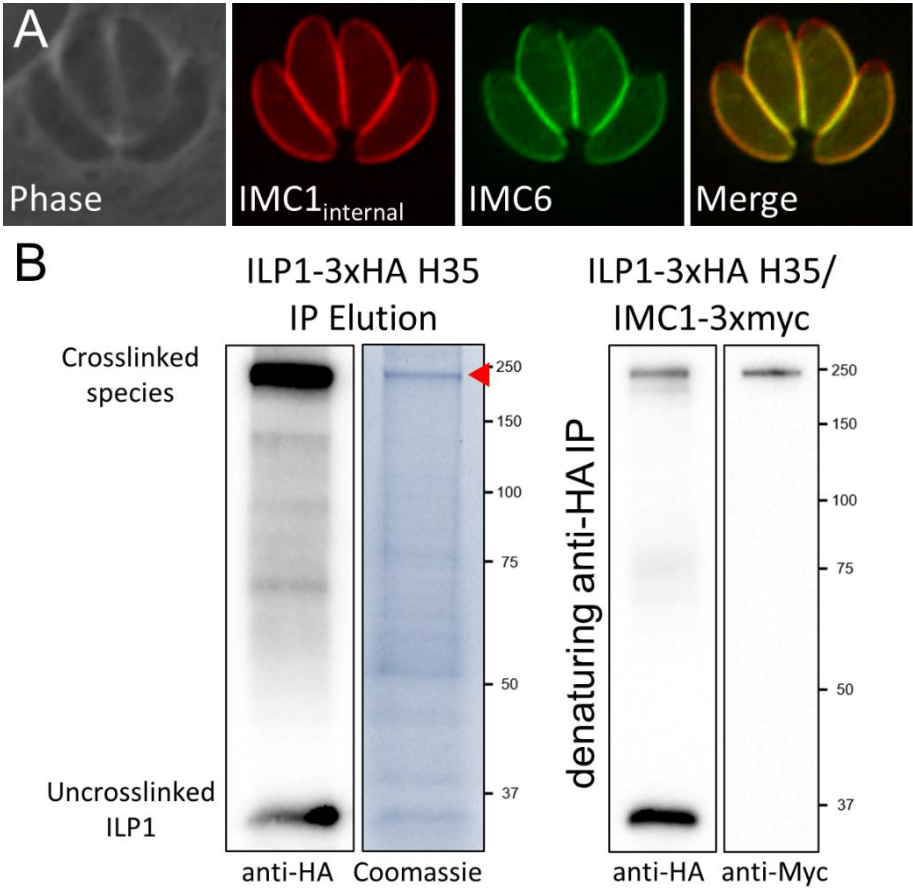 A
Phase
IMC1internal
IMC6
Merge
B
ILP1-3xHA H35
IP Elution
ILP1-3xHA H35/
IMC1-3xmyc
Crosslinked
species
Uncrosslinked
ILP1
250
150
100
75
50
37
denaturing anti-HA IP
250
150
100
75
50
37
anti-HA
Coomassie
anti-HA
anti-Myc